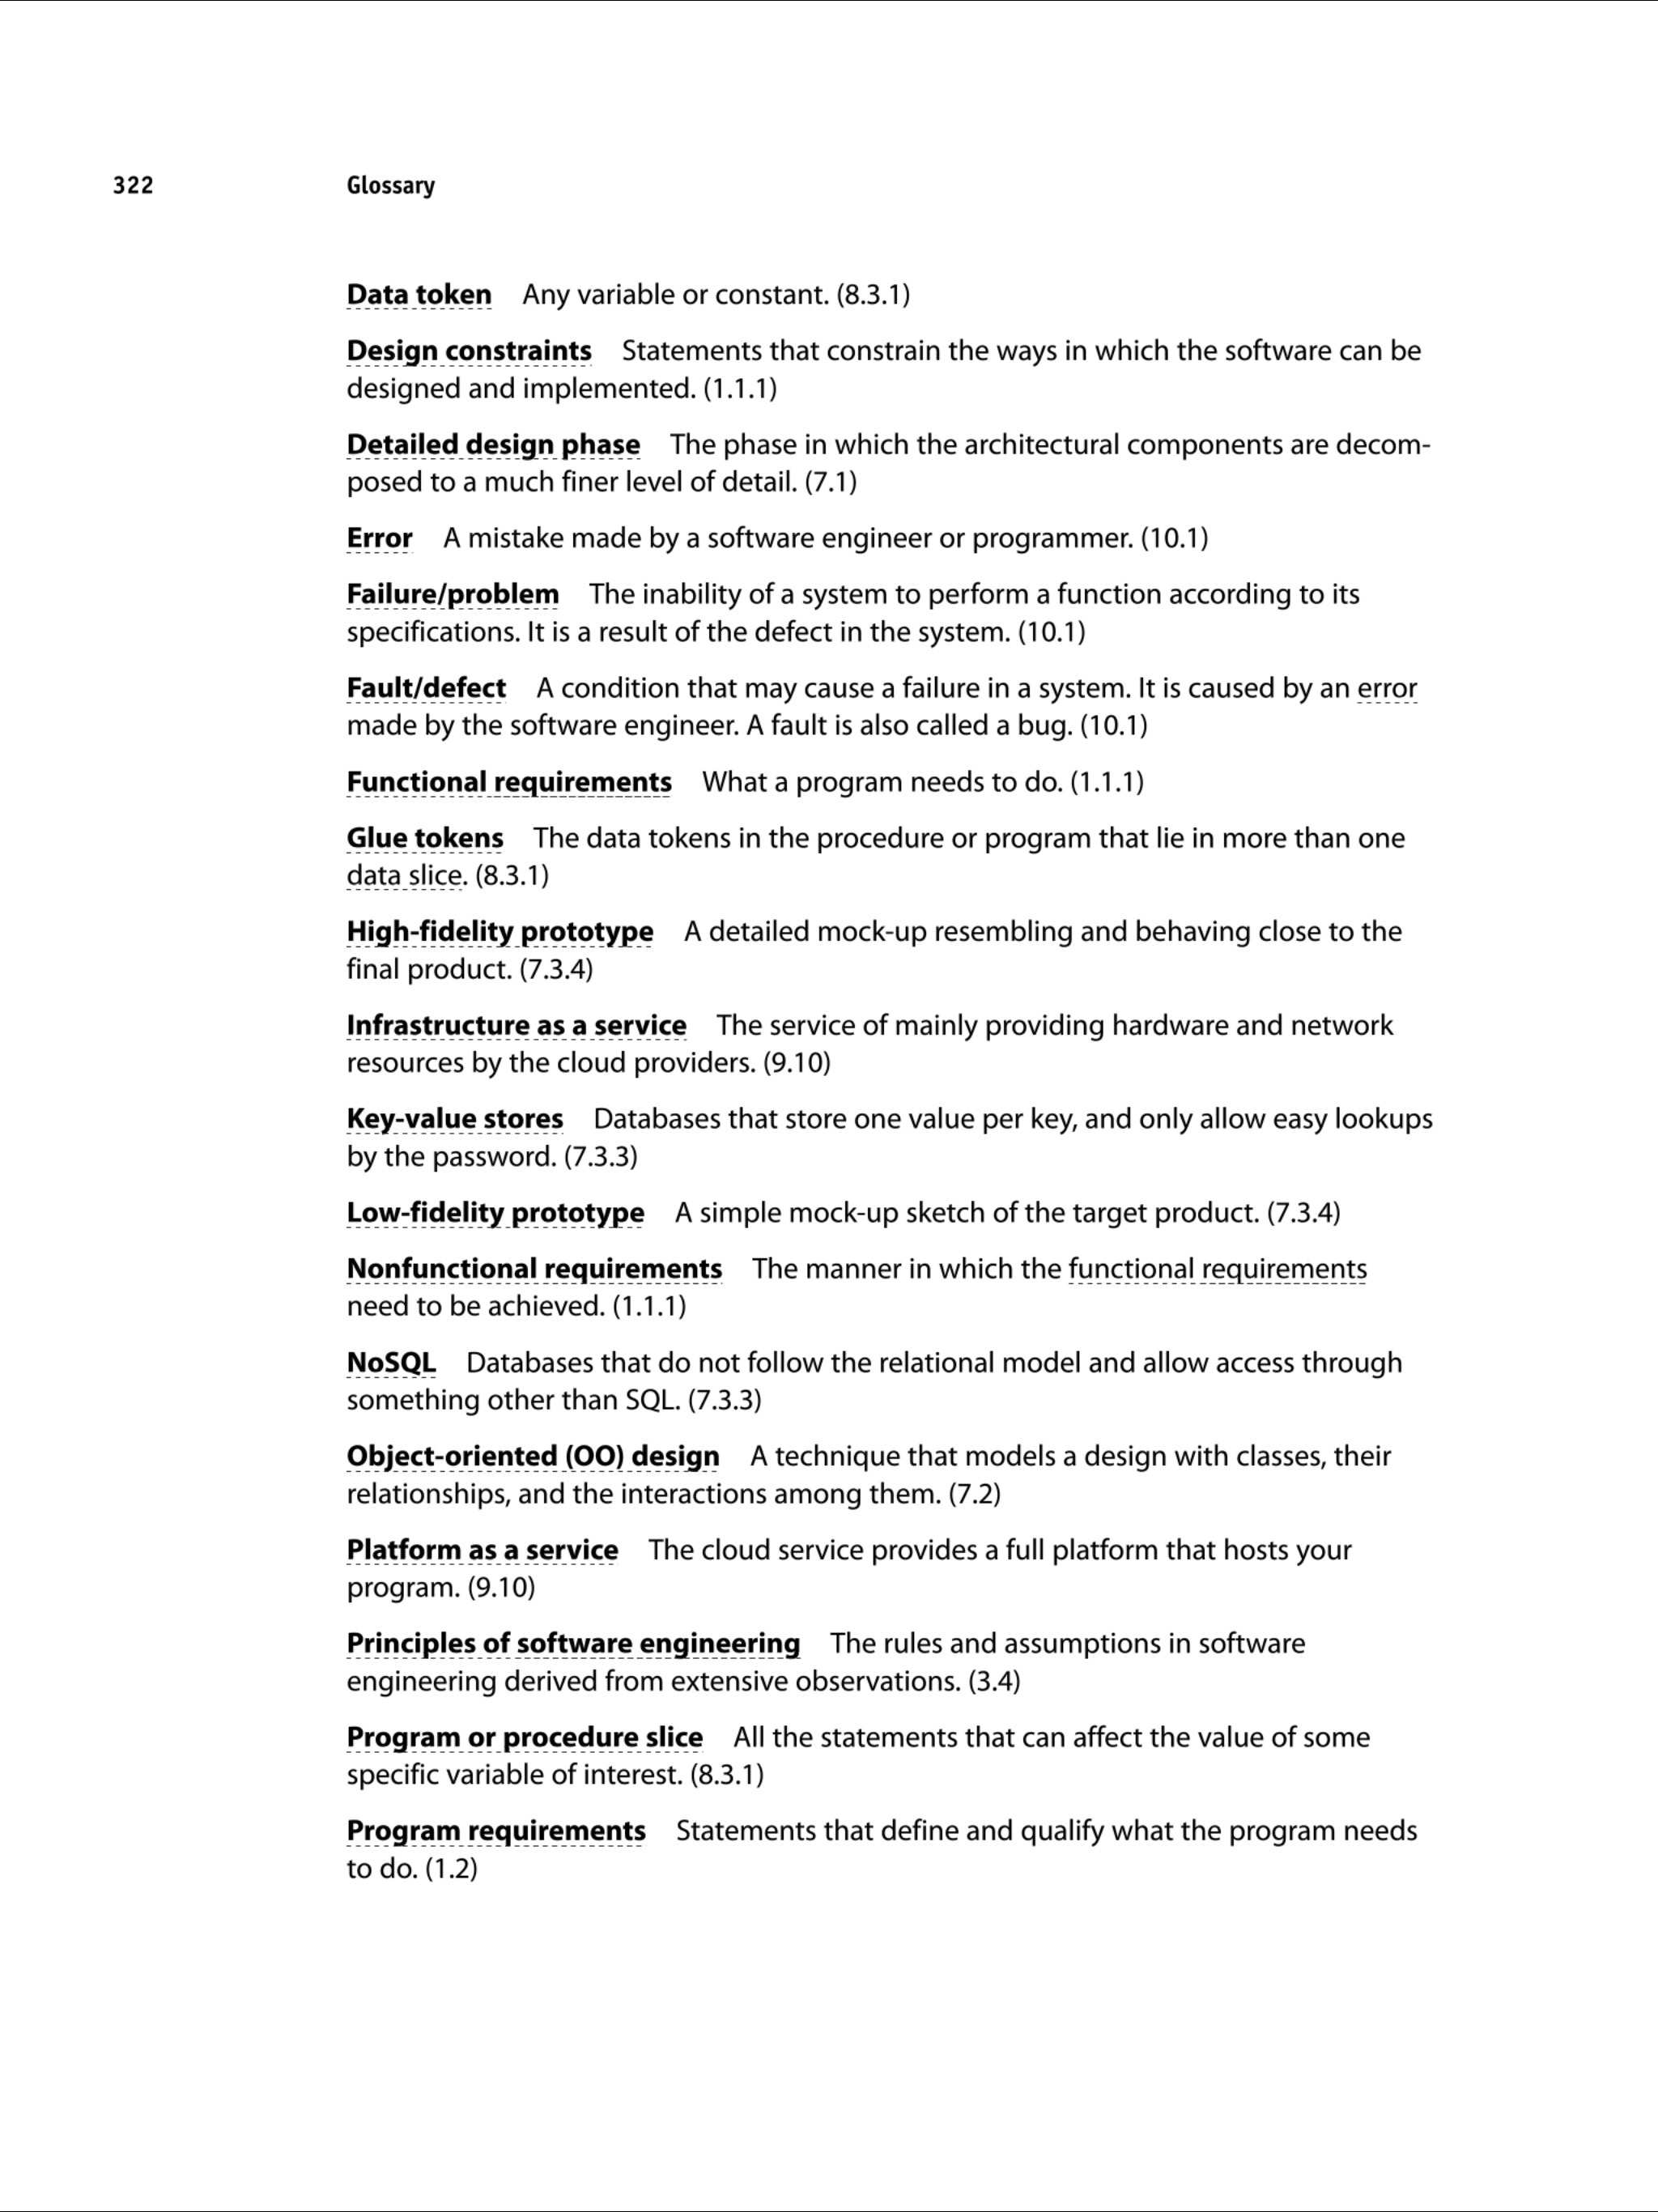 322 Glossary
Data token Any variable or constant. (8.3.1)
Design constraints Statements that constrain the ways in which the software can be
designed and implemented. (1.1.1)
Detailed design phase The phase in which the architectural components are decom-
posed to a much finer level of detail. (7.1)
Error A mistake made by a software engineer or programmer. (10.1)
Failure/problem The inability of a system to perform a function according to its
specifications. It is a result of the defect in the system. (10.1)
Fault/defect A condition that may cause a failure in a system. It is caused by an error
made by the software engineer. A fault is also called a bug. (10.1)
Functional requirements What a program needs to do. (1.1.1)
Glue tokens The data tokens in the procedure or program that lie in more than one
data slice. (8.3.1)
High-fidelity prototype A detailed mock-up resembling and behaving close to the
final product. (7.3.4)
Infrastructure as a service The service of mainly providing hardware and network
resources by the cloud providers. (9.10)
Key-value stores Databases that store one value per key, and only allow easy lookups
by the password. (7.3.3)
Low-fidelity prototype A simple mock-up sketch of the target product. (7.3.4)
Nonfunctional requirements The manner in which the functional requirements
need to be achieved. (1.1.1)
NoSQL Databases that do not follow the relational model and allow access through
something other than SQL. (7.3.3)
Object-oriented (OO) design A technique that models a design with classes, their
relationships, and the interactions among them. (7.2)
Platform as a service The cloud service provides a full platform that hosts your
program. (9.10)
Principles of software engineering The rules and assumptions in software
engineering derived from extensive observations. (3.4)
Program or procedure slice All the statements that can affect the value of some
specific variable of interest. (8.3.1)
Program requirements Statements that define and qualify what the program needs
to do. (1.2)